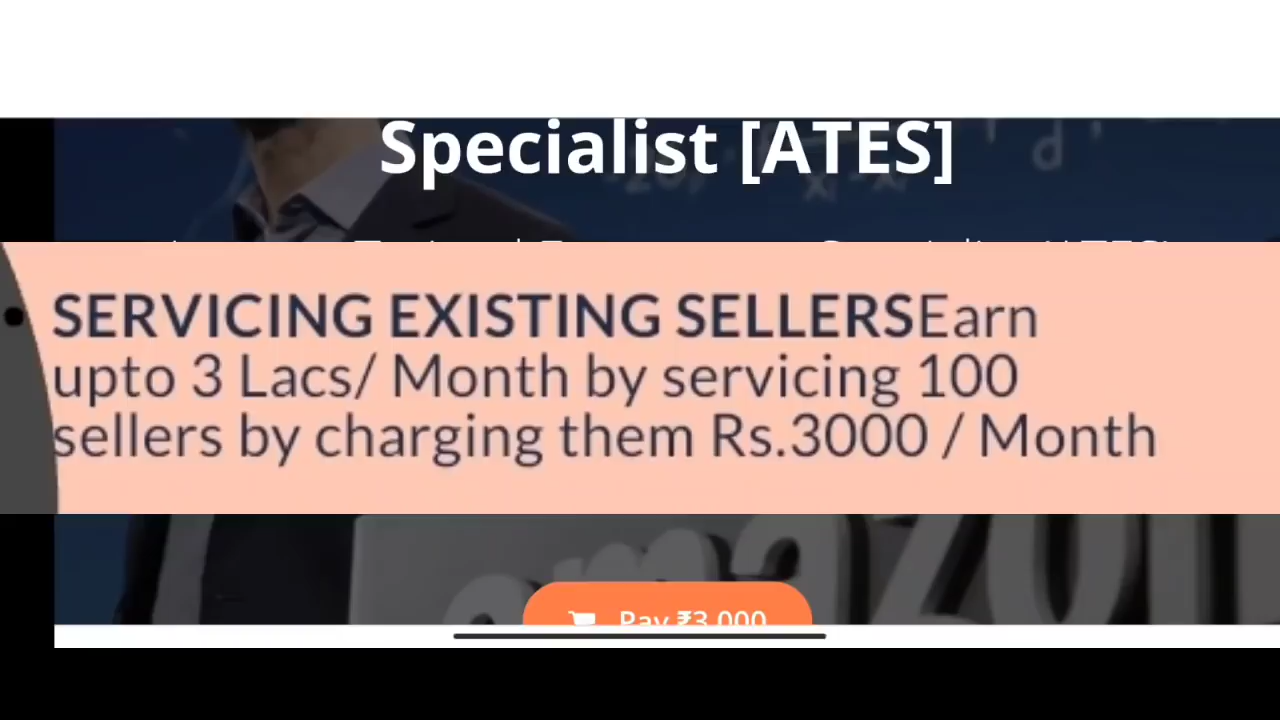 Specialist [ATES]
SERVICING EXISTING SELLERSEarn
upto 3 Lacs/ Month by servicing 100
sellers by charging them Rs.3000 / Month
Pay ₹3,000